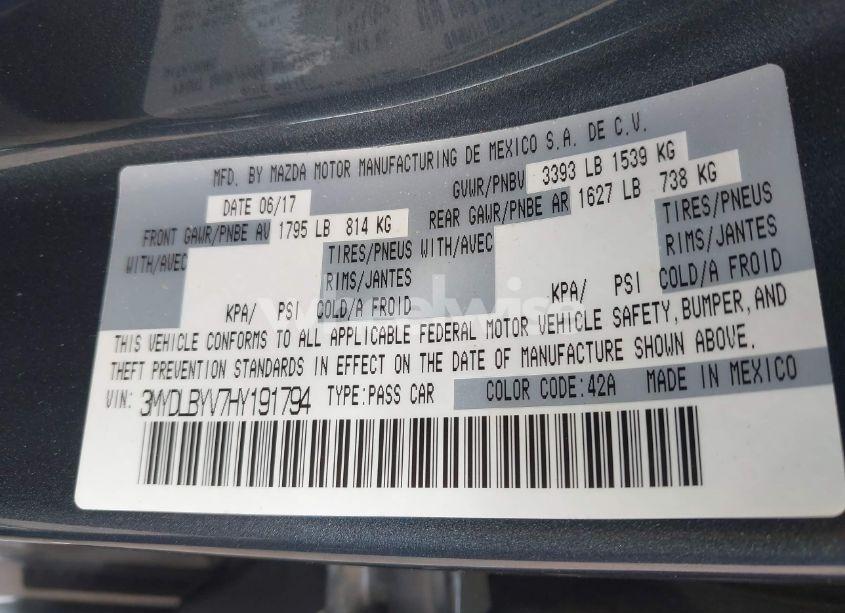 MFD. BY MAZDA MOTOR MANUFACTURING DE MEXICO S.A. DE C.V.
DATE 06/17 GVWR/PNBV 3393 LB 1539 KG
FRONT GAWR/PNBE AV 1795 LB 814 KG REAR GAWR/PNBE AR 1627 LB 738 KG
WITH/AVEC TIRES/PNEUS WITH/AVEC TIRES/PNEUS
RIMS/JANTES RIMS/JANTES
KPA/ PSI COLD/A FROID KPA/ PSI COLD/A FROID
THIS VEHICLE CONFORMS TO ALL APPLICABLE FEDERAL MOTOR VEHICLE SAFETY, BUMPER, AND
THEFT PREVENTION STANDARDS IN EFFECT ON THE DATE OF MANUFACTURE SHOWN ABOVE.
VIN: 3MYDLBYV7HY191794 TYPE:PASS CAR COLOR CODE:42A MADE IN MEXICO